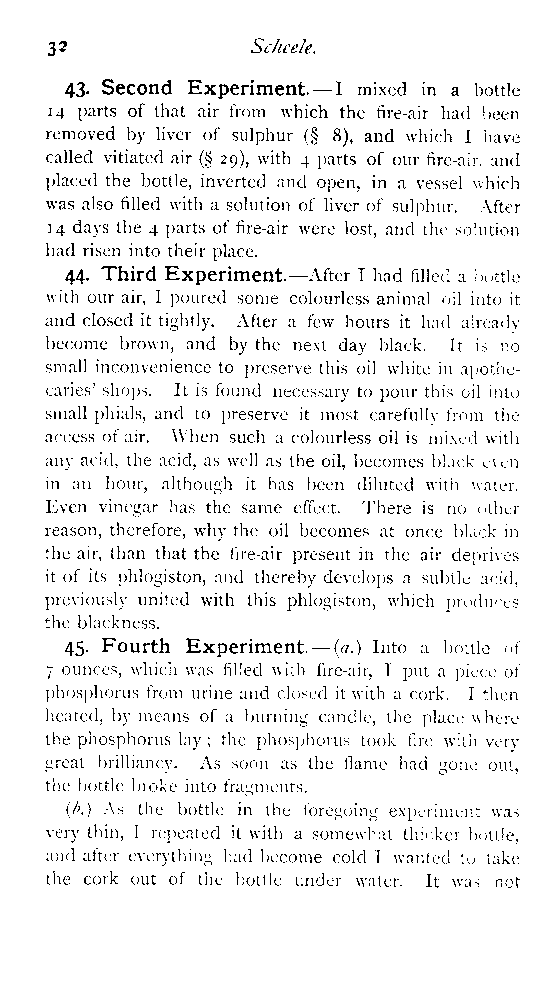 32 Scheele.
43. Second Experiment.—I mixed in a bottle
14 parts of that air from which the fire-air had been
removed by liver of sulphur (§ 8), and which I have
called vitiated air (§ 29), with 4 parts of our fire-air, and
placed the bottle, inverted and open, in a vessel which
was also filled with a solution of liver of sulphur. After
14 days the 4 parts of fire-air were lost, and the solution
had risen into their place.
44. Third Experiment.—After I had filled a bottle
with our air, I poured some colourless animal oil into it
and closed it tightly. After a few hours it had already
become brown, and by the next day black. It is no
small inconvenience to preserve this oil white in apothe-
caries' shops. It is found necessary to pour this oil into
small phials, and to preserve it most carefully from the
access of air. When such a colourless oil is mixed with
any acid, the acid, as well as the oil, becomes black even
in an hour, although it has been diluted with water.
Even vinegar has the same effect. There is no other
reason, therefore, why the oil becomes at once black in
the air, than that the fire-air present in the air deprives
it of its phlogiston, and thereby develops a subtle acid,
previously united with this phlogiston, which produces
the blackness.
45. Fourth Experiment.—(a.) Into a bottle of
7 ounces, which was filled with fire-air, I put a piece of
phosphorus from urine and closed it with a cork. I then
heated, by means of a burning candle, the place where
the phosphorus lay; the phosphorus took fire with very
great brilliancy. As soon as the flame had gone out,
the bottle broke into fragments.
(b.) As the bottle in the foregoing experiment was
very thin, I repeated it with a somewhat thicker bottle,
and after everything had become cold I wanted to take
the cork out of the bottle under water. It was not